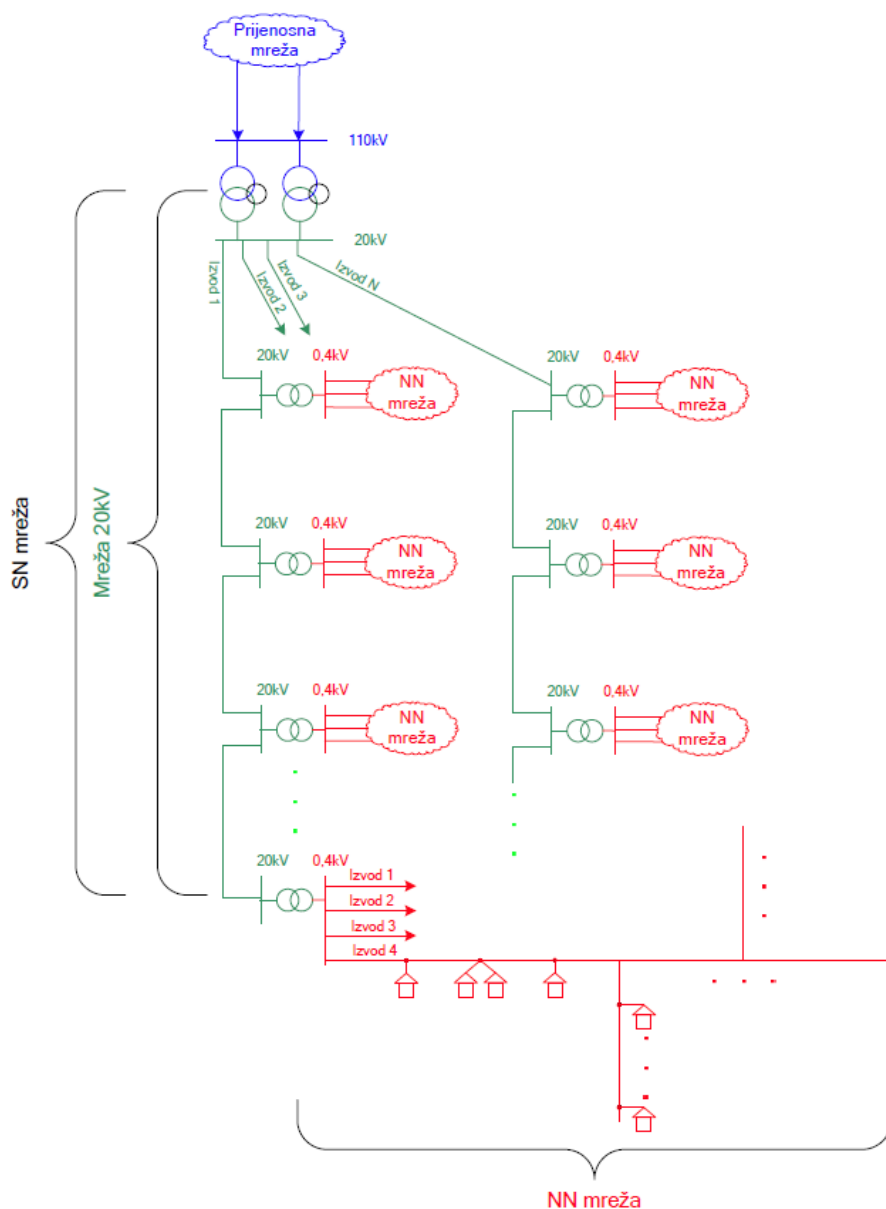 Prijenosna
mreža
110kV
20kV
Izvod 1
Izvod 2
Izvod 3
Izvod N
20kV
0,4kV
NN
mreža
20kV
0,4kV
NN
mreža
SN mreža
Mreža 20kV
20kV
0,4kV
NN
mreža
20kV
0,4kV
NN
mreža
20kV
0,4kV
NN
mreža
20kV
0,4kV
NN
mreža
20kV
0,4kV
Izvod 1
Izvod 2
Izvod 3
Izvod 4
NN mreža